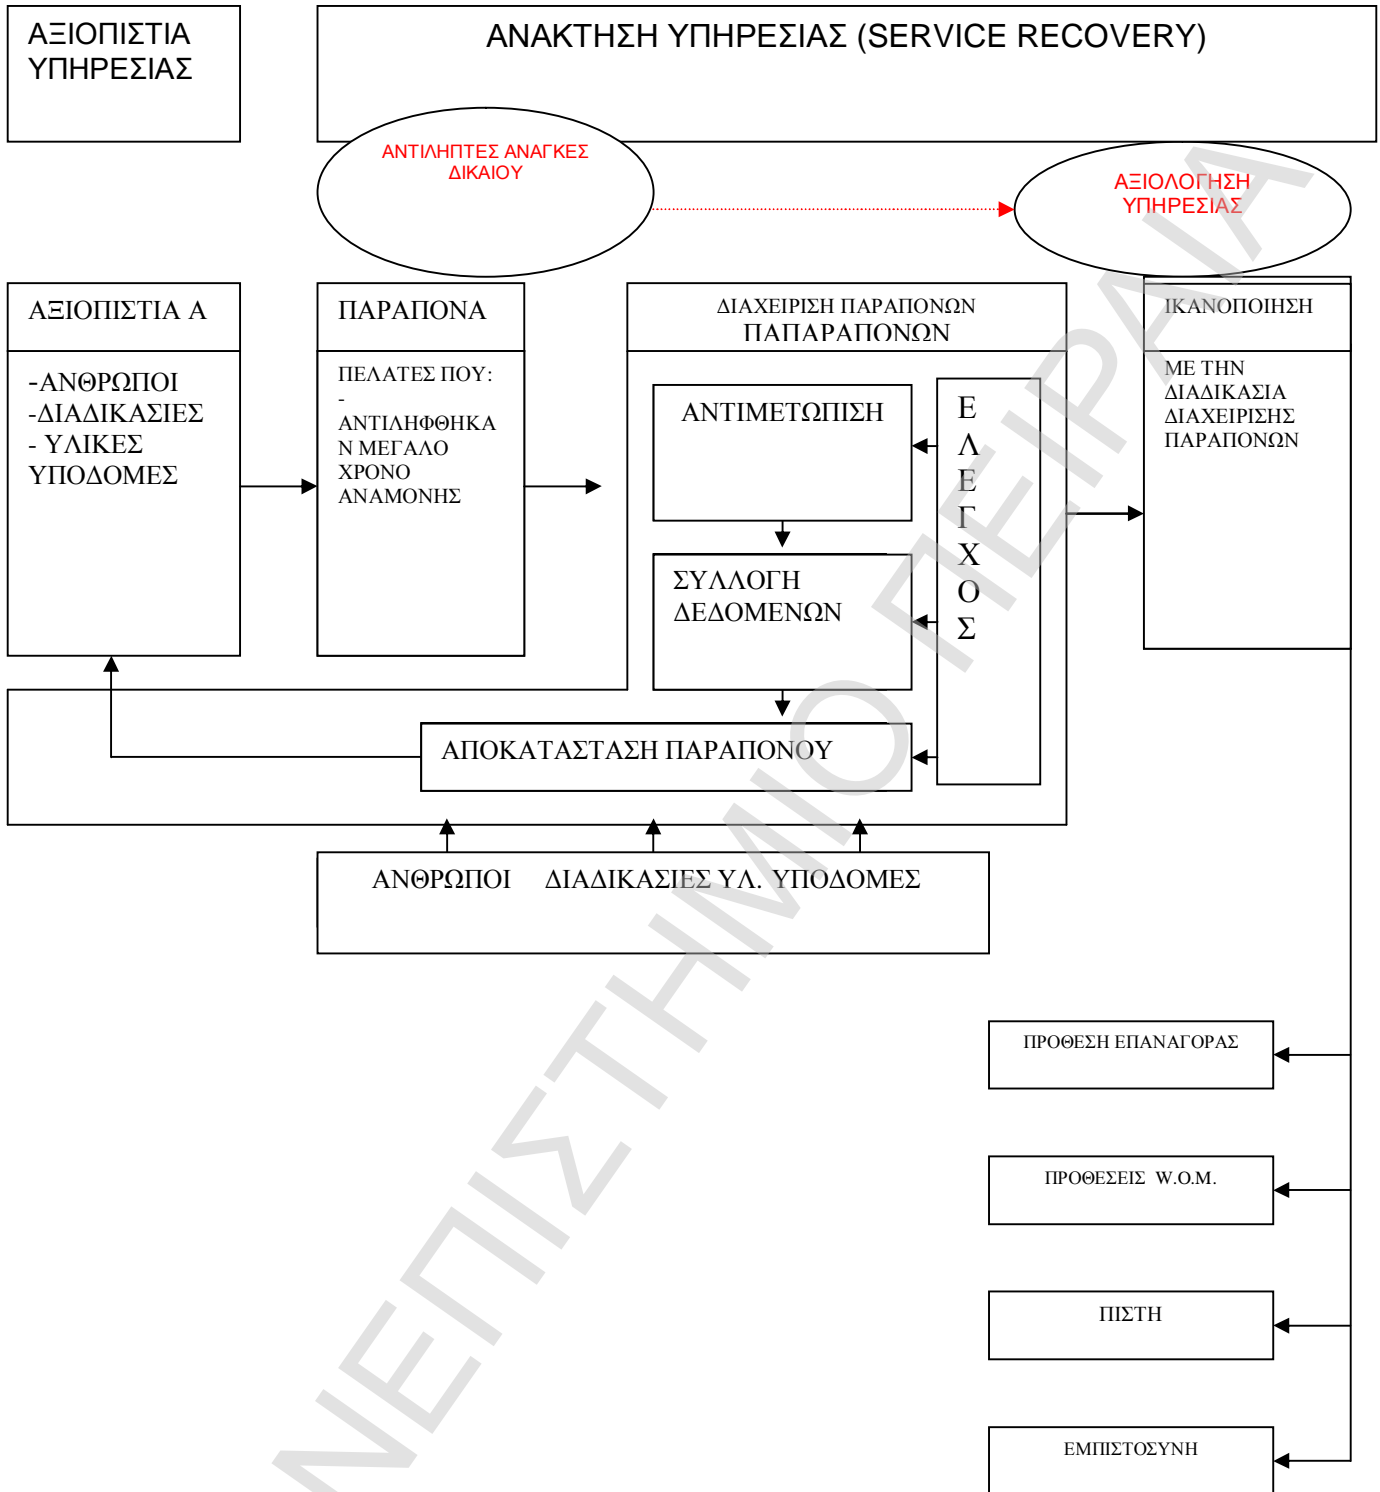 ΑΞΙΟΠΙΣΤΙΑ
ΥΠΗΡΕΣΙΑΣ
ΑΝΑΚΤΗΣΗ ΥΠΗΡΕΣΙΑΣ (SERVICE RECOVERY)
ΑΝΤΙΛΗΠΤΕΣ ΑΝΑΓΚΕΣ
ΔΙΚΑΙΟΥ
ΑΞΙΟΛΟΓΗΣΗ
ΥΠΗΡΕΣΙΑΣ
ΑΞΙΟΠΙΣΤΙΑ Α
-ΑΝΘΡΩΠΟΙ
-ΔΙΑΔΙΚΑΣΙΕΣ
- ΥΛΙΚΕΣ
ΥΠΟΔΟΜΕΣ
ΠΑΡΑΠΟΝΑ
ΠΕΛΑΤΕΣ ΠΟΥ:
-
ΑΝΤΙΛΗΦΘΗΚΑ
Ν ΜΕΓΑΛΟ
ΧΡΟΝΟ
ΑΝΑΜΟΝΗΣ
ΔΙΑΧΕΙΡΙΣΗ ΠΑΡΑΠΟΝΩΝ
ΠΑΠΑΡΑΠΟΝΩΝ
ΑΝΤΙΜΕΤΩΠΙΣΗ
ΣΥΛΛΟΓΗ
ΔΕΔΟΜΕΝΩΝ
ΑΠΟΚΑΤΑΣΤΑΣΗ ΠΑΡΑΠΟΝΟΥ
Ε
Λ
Ε
Γ
Χ
Ο
Σ
ΙΚΑΝΟΠΟΙΗΣΗ
ΜΕ ΤΗΝ
ΔΙΑΔΙΚΑΣΙΑ
ΔΙΑΧΕΙΡΙΣΗΣ
ΠΑΡΑΠΟΝΩΝ
ΑΝΘΡΩΠΟΙ ΔΙΑΔΙΚΑΣΙΕΣ ΥΛ. ΥΠΟΔΟΜΕΣ
ΠΡΟΘΕΣΗ ΕΠΑΝΑΓΟΡΑΣ
ΠΡΟΘΕΣΕΙΣ W.O.M.
ΠΙΣΤΗ
ΕΜΠΙΣΤΟΣΥΝΗ
ΝΕΠΙΣΤΗΜΙΟ ΠΕΙΡΑΙΑ